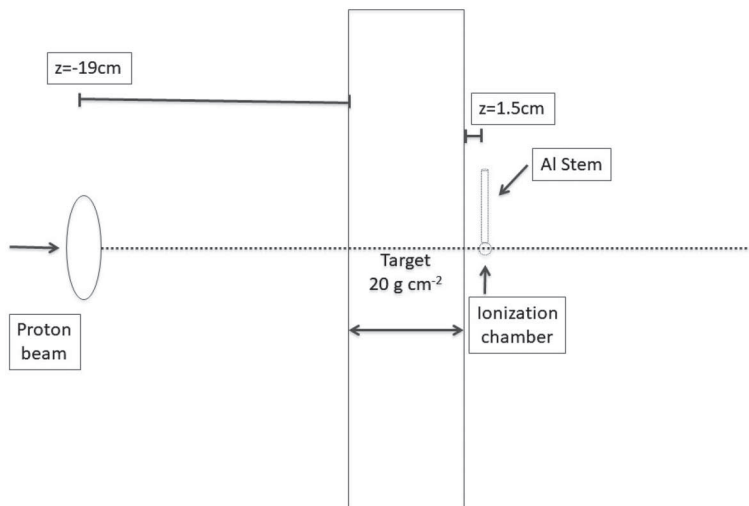 z=-19cm
z=1.5cm
Al Stem
Target
20 g cm-2
Proton
beam
Ionization
chamber